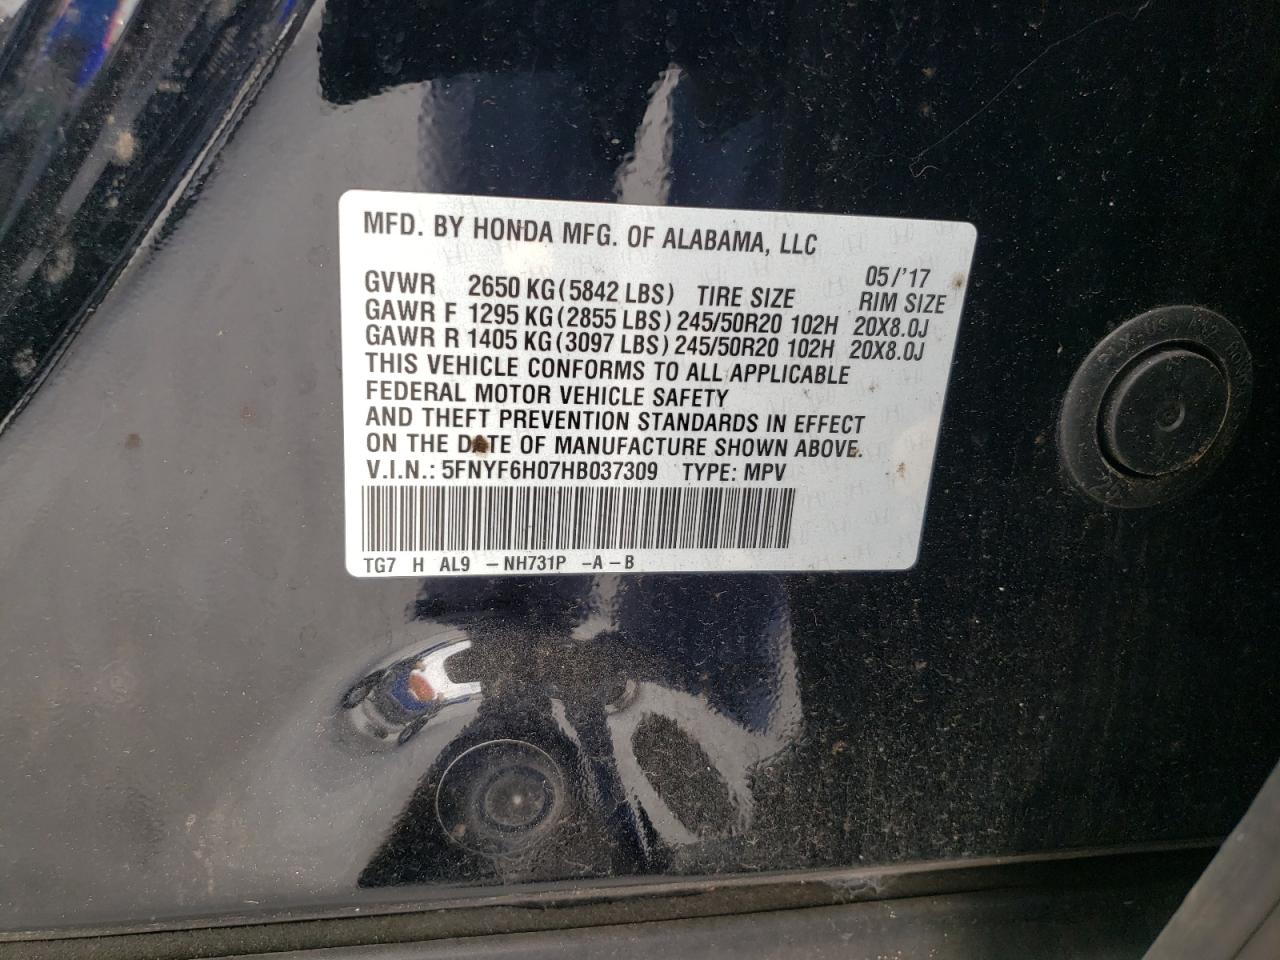 MFD. BY HONDA MFG. OF ALABAMA, LLC
05/'17
GVWR 2650 KG (5842 LBS) TIRE SIZE RIM SIZE
GAWR F 1295 KG (2855 LBS) 245/50R20 102H 20X8.0J
GAWR R 1405 KG (3097 LBS) 245/50R20 102H 20X8.0J
THIS VEHICLE CONFORMS TO ALL APPLICABLE
FEDERAL MOTOR VEHICLE SAFETY
AND THEFT PREVENTION STANDARDS IN EFFECT
ON THE DATE OF MANUFACTURE SHOWN ABOVE.
V.I.N.: 5FNYF6H07HB037309 TYPE: MPV
TG7 H AL9 –NH731P –A–B